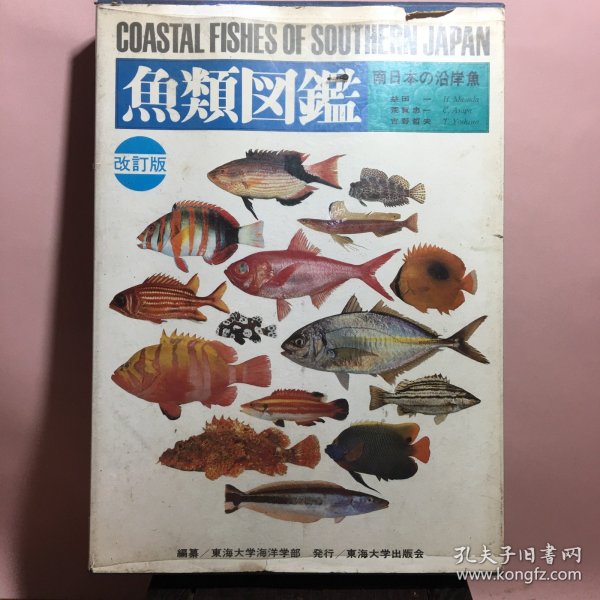 COASTAL FISHES OF SOUTHERN JAPAN
魚類図鑑
南日本の沿岸魚
益田 一 H. Masuda
荒賀忠一 C. Araga
吉野哲夫 T. Yoshino
改訂版
編纂／東海大学海洋学部 発行／東海大学出版会
孔夫子旧书网
www.kongfz.com